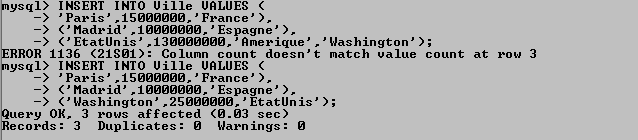 mysql> INSERT INTO Ville VALUES (
    -> 'Paris',15000000,'France'),
    -> ('Madrid',10000000,'Espagne'),
    -> ('EtatUnis',130000000,'Amerique','Washington');
ERROR 1136 (21S01): Column count doesn't match value count at row 3
mysql> INSERT INTO Ville VALUES (
    -> 'Paris',15000000,'France'),
    -> ('Madrid',10000000,'Espagne'),
    -> ('Washington',25000000,'EtatUnis');
Query OK, 3 rows affected (0.03 sec)
Records: 3  Duplicates: 0  Warnings: 0